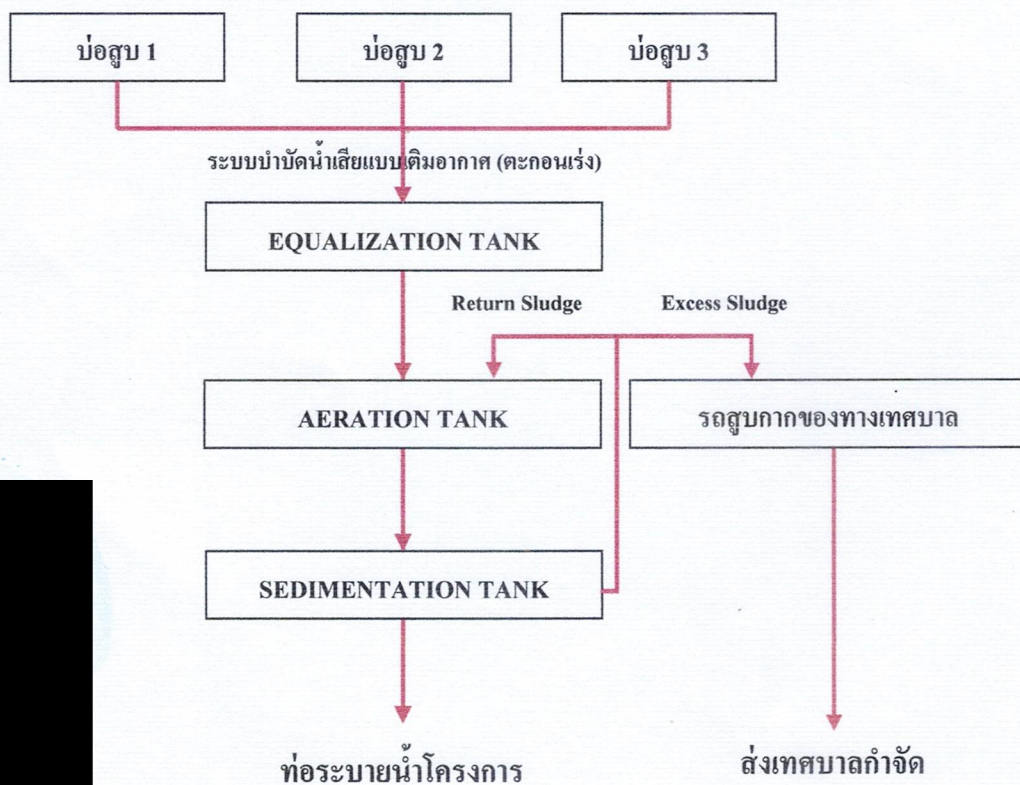 บ่อสูบ 1
บ่อสูบ 2
บ่อสูบ 3
ระบบบำบัดน้ำเสียแบบเติมอากาศ (ตะกอนเร่ง)
EQUALIZATION TANK
Return Sludge
Excess Sludge
AERATION TANK
รถสูบกากของทางเทศบาล
SEDIMENTATION TANK
ท่อระบายน้ำโครงการ
ส่งเทศบาลกำจัด